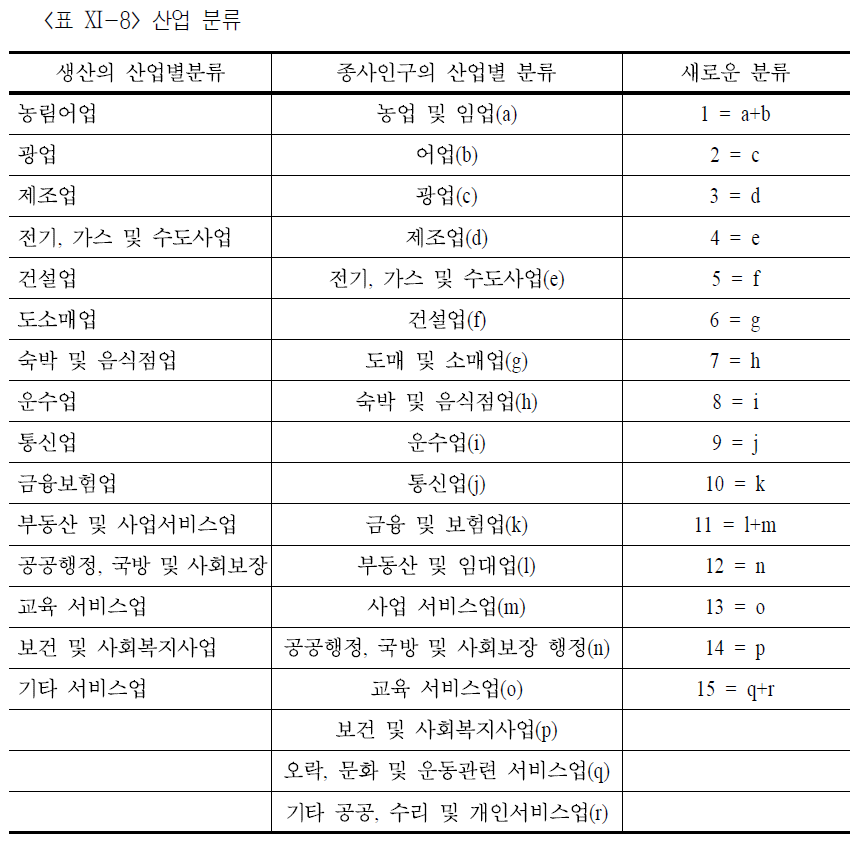 <표 XI-8> 산업 분류
생산의 산업별분류 종사인구의 산업별 분류 새로운 분류
농림어업 농업 및 임업(a) 1 = a+b
광업 어업(b) 2 = c
제조업 광업(c) 3 = d
전기, 가스 및 수도사업 제조업(d) 4 = e
건설업 전기, 가스 및 수도사업(e) 5 = f
도소매업 건설업(f) 6 = g
숙박 및 음식점업 도매 및 소매업(g) 7 = h
운수업 숙박 및 음식점업(h) 8 = i
통신업 운수업(i) 9 = j
금융보험업 통신업(j) 10 = k
부동산 및 사업서비스업 금융 및 보험업(k) 11 = l+m
공공행정, 국방 및 사회보장 부동산 및 임대업(l) 12 = n
교육 서비스업 사업 서비스업(m) 13 = o
보건 및 사회복지사업 공공행정, 국방 및 사회보장 행정(n) 14 = p
기타 서비스업 교육 서비스업(o) 15 = q+r
보건 및 사회복지사업(p)
오락, 문화 및 운동관련 서비스업(q)
기타 공공, 수리 및 개인서비스업(r)